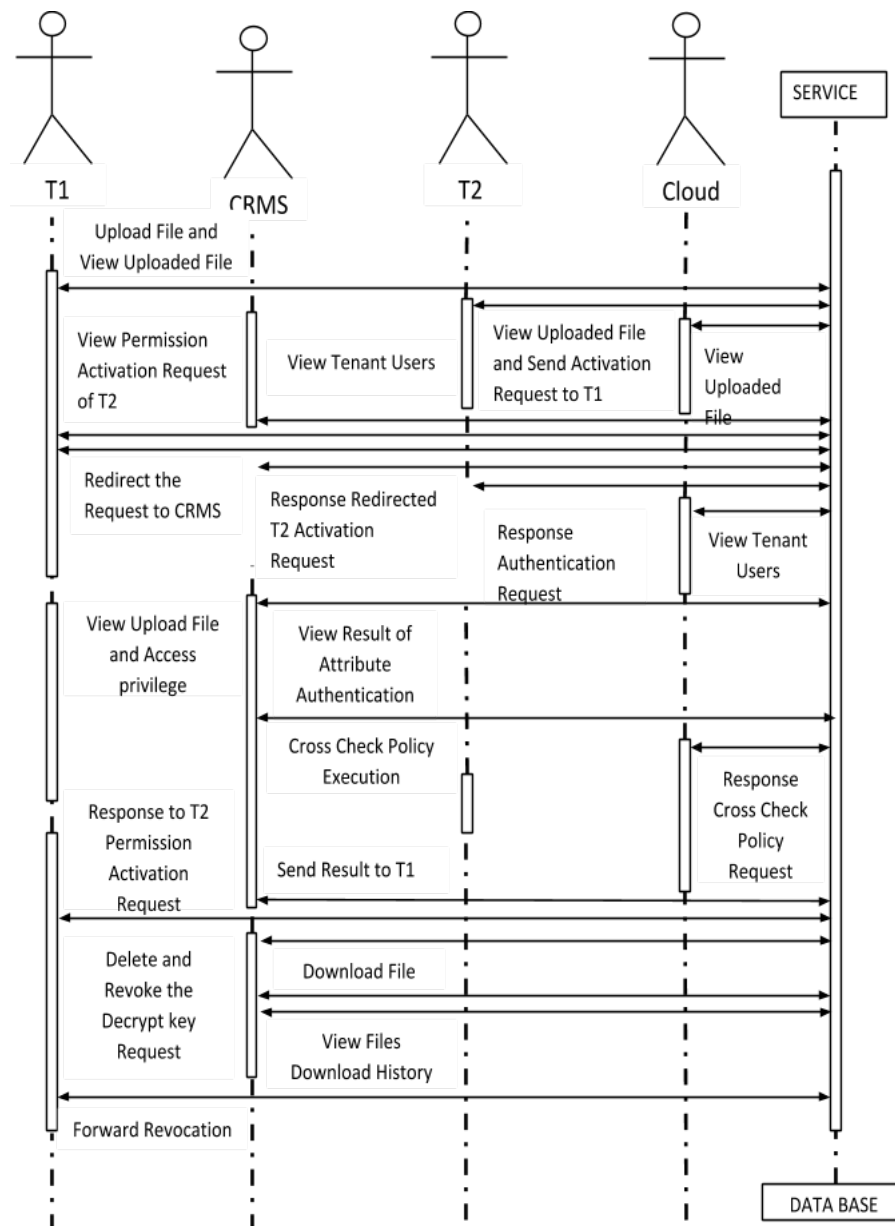 SERVICE
T1
CRMS
T2
Cloud
Upload File and
View Uploaded File
View Permission
Activation Request
of T2
View Tenant Users
View Uploaded File
and Send Activation
Request to T1
View
Uploaded
File
Redirect the
Request to CRMS
Response Redirected
T2 Activation
Request
Response
Authentication
Request
View Tenant
Users
View Upload File
and Access
privilege
View Result of
Attribute
Authentication
Cross Check Policy
Execution
Response
Cross Check
Policy
Request
Response to T2
Permission
Activation
Request
Send Result to T1
Delete and
Revoke the
Decrypt key
Request
Download File
View Files
Download History
Forward Revocation
DATA BASE